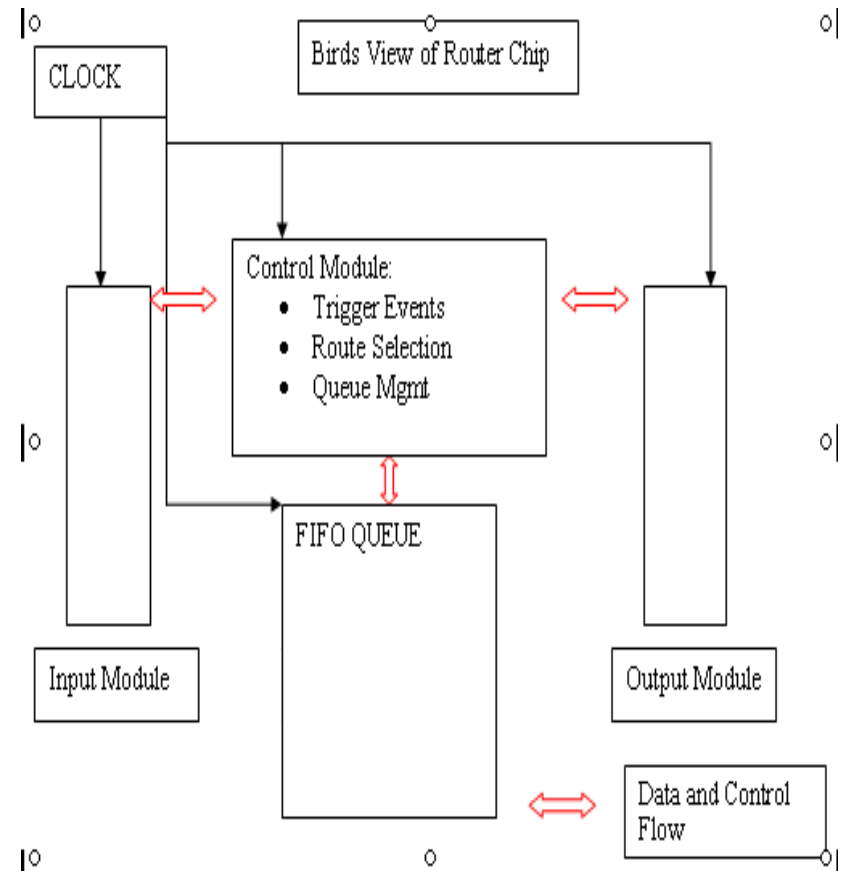 Birds View of Router Chip
CLOCK
Control Module:
• Trigger Events
• Route Selection
• Queue Mgmt
FIFO QUEUE
Input Module
Output Module
Data and Control
Flow